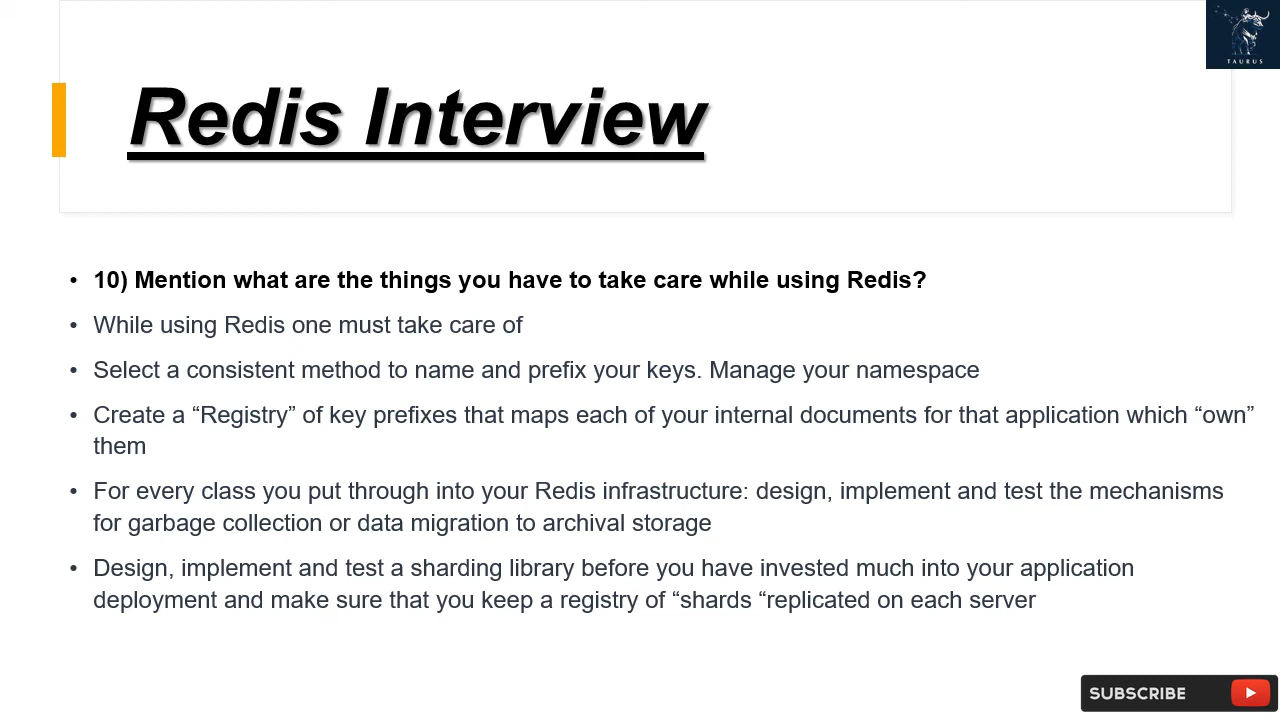 TAURUS
Redis Interview
• 10) Mention what are the things you have to take care while using Redis?
• While using Redis one must take care of
• Select a consistent method to name and prefix your keys. Manage your namespace
• Create a “Registry” of key prefixes that maps each of your internal documents for that application which “own”
them
• For every class you put through into your Redis infrastructure: design, implement and test the mechanisms
for garbage collection or data migration to archival storage
• Design, implement and test a sharding library before you have invested much into your application
deployment and make sure that you keep a registry of “shards “replicated on each server
SUBSCRIBE